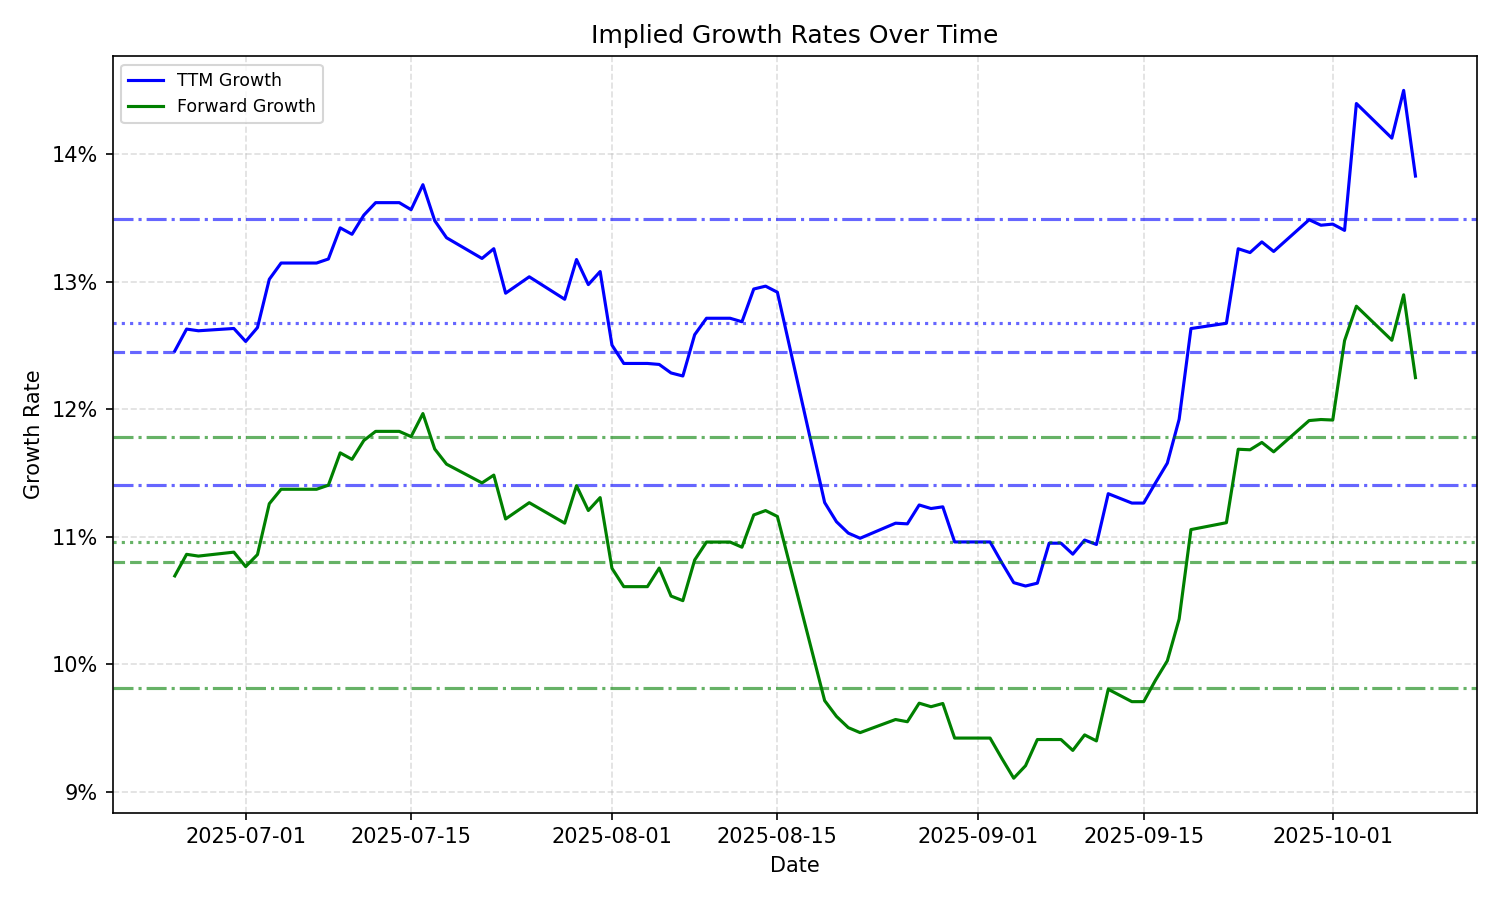 Implied Growth Rates Over Time
TTM Growth
Forward Growth
Growth Rate
14%
13%
12%
11%
10%
9%
2025-07-01
2025-07-15
2025-08-01
2025-08-15
2025-09-01
2025-09-15
2025-10-01
Date